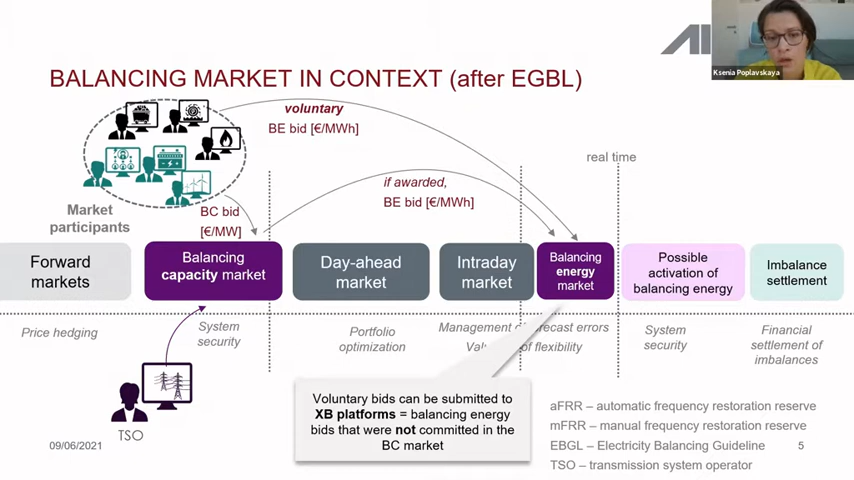 Ksenia Poplavskaya
BALANCING MARKET IN CONTEXT (after EGBL)
voluntary
BE bid [€/MWh]
real time
if awarded,
BE bid [€/MWh]
Market
participants
BC bid
[€/MW]
Forward
markets
Balancing
capacity market
Day-ahead
market
Intraday
market
Balancing
energy
market
Possible
activation of
balancing energy
Imbalance
settlement
Price hedging
System
security
Portfolio
optimization
Management of forecast errors
of flexibility
System
security
Financial
settlement of
imbalances
Voluntary bids can be submitted to
XB platforms = balancing energy
bids that were not committed in the
BC market
TSO
aFRR – automatic frequency restoration reserve
mFRR – manual frequency restoration reserve
EBGL – Electricity Balancing Guideline
TSO – transmission system operator
09/06/2021
5